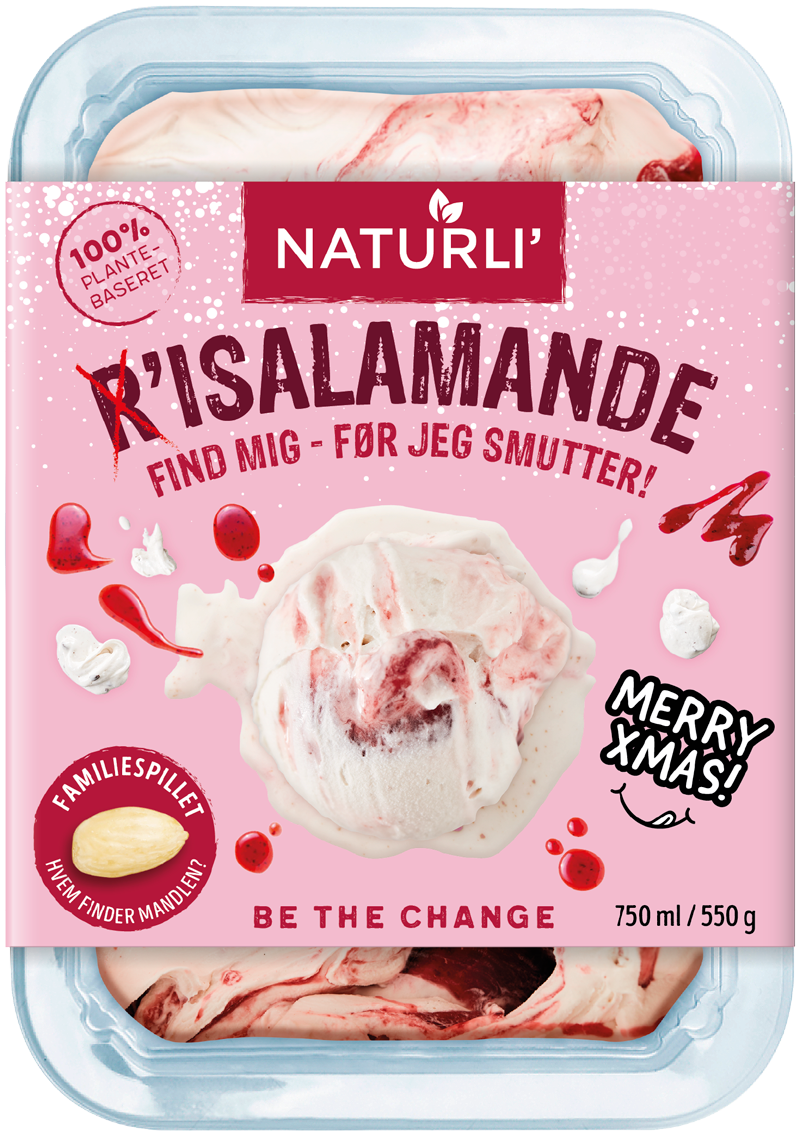 NATURLI'
100%
PLANTE-
BASERET
R'ISALAMANDE
FIND MIG - FØR JEG SMUTTER!
MERRY
XMAS!
FAMILIESPILLET
HVEM FINDER MANDLEN?
BE THE CHANGE
750 ml / 550 g